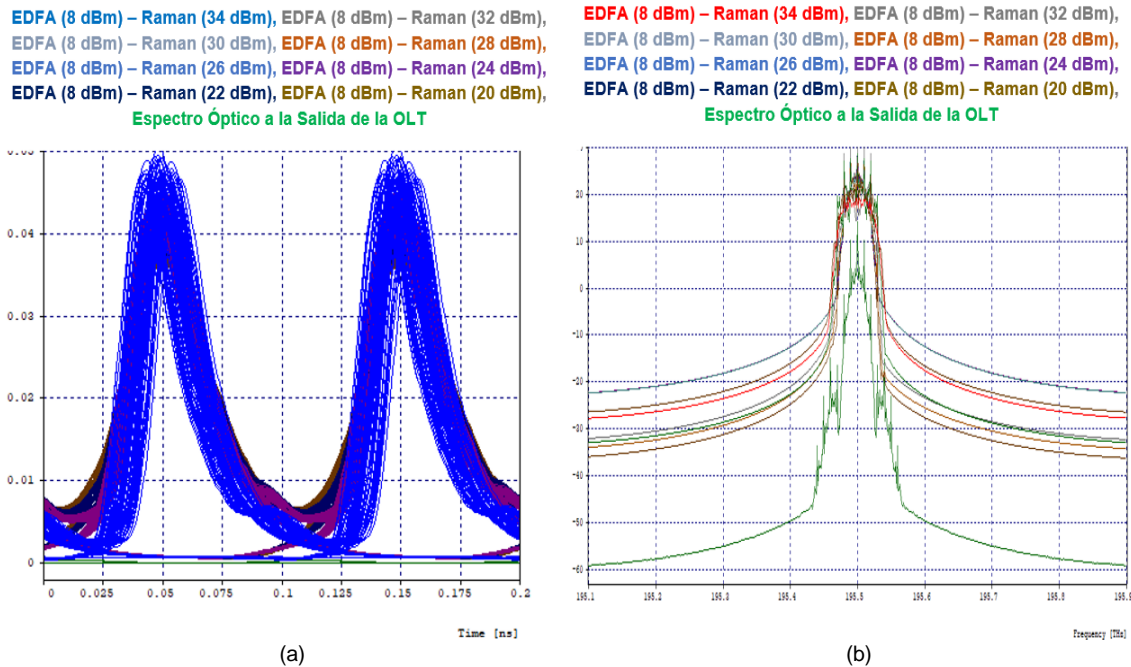 EDFA (8 dBm) – Raman (34 dBm), EDFA (8 dBm) – Raman (32 dBm),
EDFA (8 dBm) – Raman (30 dBm), EDFA (8 dBm) – Raman (28 dBm),
EDFA (8 dBm) – Raman (26 dBm), EDFA (8 dBm) – Raman (24 dBm),
EDFA (8 dBm) – Raman (22 dBm), EDFA (8 dBm) – Raman (20 dBm),
Espectro Óptico a la Salida de la OLT
0.04
0.03
0.02
0.01
0
0 0.025 0.05 0.075 0.1 0.125 0.15 0.175 0.2
Time [ns]
(a)
EDFA (8 dBm) – Raman (34 dBm), EDFA (8 dBm) – Raman (32 dBm),
EDFA (8 dBm) – Raman (30 dBm), EDFA (8 dBm) – Raman (28 dBm),
EDFA (8 dBm) – Raman (26 dBm), EDFA (8 dBm) – Raman (24 dBm),
EDFA (8 dBm) – Raman (22 dBm), EDFA (8 dBm) – Raman (20 dBm),
Espectro Óptico a la Salida de la OLT
20
10
0
-10
-20
-30
-40
-50
-60
195.1 195.2 195.3 195.4 195.5 195.6 195.7 195.8
Frequency [THz]
(b)